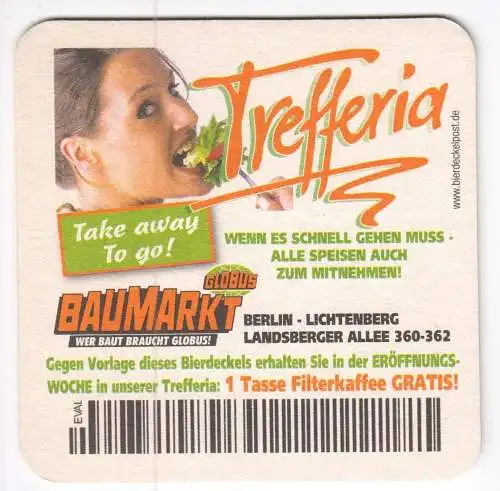 Trefferia
www.bierdeckelpost.de
Take away
To go!
WENN ES SCHNELL GEHEN MUSS -
ALLE SPEISEN AUCH
ZUM MITNEHMEN!
GLOBUS
BAUMARKT
WER BAUT BRAUCHT GLOBUS!
BERLIN - LICHTENBERG
LANDSBERGER ALLEE 360-362
Gegen Vorlage dieses Bierdeckels erhalten Sie in der ERÖFFNUNGS-
WOCHE in unserer Trefferia: 1 Tasse Filterkaffee GRATIS!
EVAL